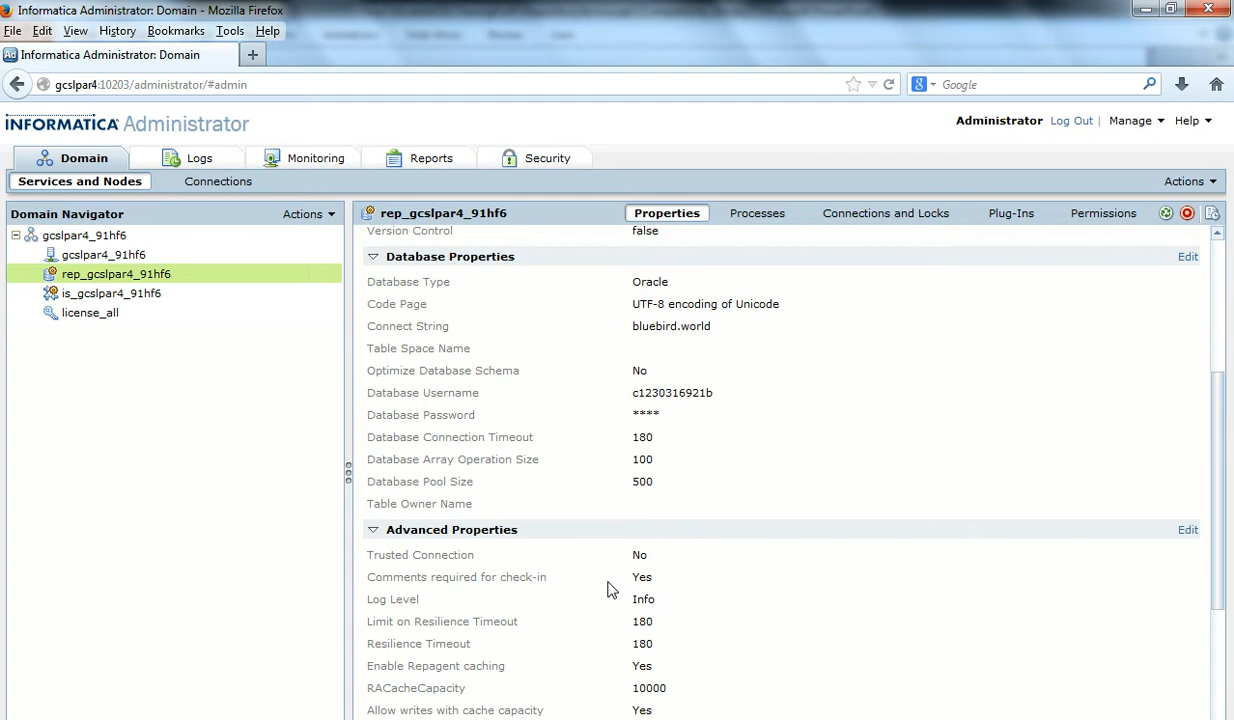 Informatica Administrator: Domain - Mozilla Firefox
File Edit View History Bookmarks Tools Help
Ad Informatica Administrator: Domain +
gcslpar4:10203/administrator/#admin
Google
INFORMATICA Administrator
Administrator Log Out | Manage Help
Domain Logs Monitoring Reports Security
Services and Nodes Connections Actions
Domain Navigator Actions
rep_gcslpar4_91hf6 Properties Processes Connections and Locks Plug-Ins Permissions
gcslpar4_91hf6
gcslpar4_91hf6
rep_gcslpar4_91hf6
is_gcslpar4_91hf6
license_all
Version Control false
Database Properties Edit
Database Type Oracle
Code Page UTF-8 encoding of Unicode
Connect String bluebird.world
Table Space Name
Optimize Database Schema No
Database Username c1230316921b
Database Password ****
Database Connection Timeout 180
Database Array Operation Size 100
Database Pool Size 500
Table Owner Name
Advanced Properties Edit
Trusted Connection No
Comments required for check-in Yes
Log Level Info
Limit on Resilience Timeout 180
Resilience Timeout 180
Enable Repagent caching Yes
RACacheCapacity 10000
Allow writes with cache capacity Yes